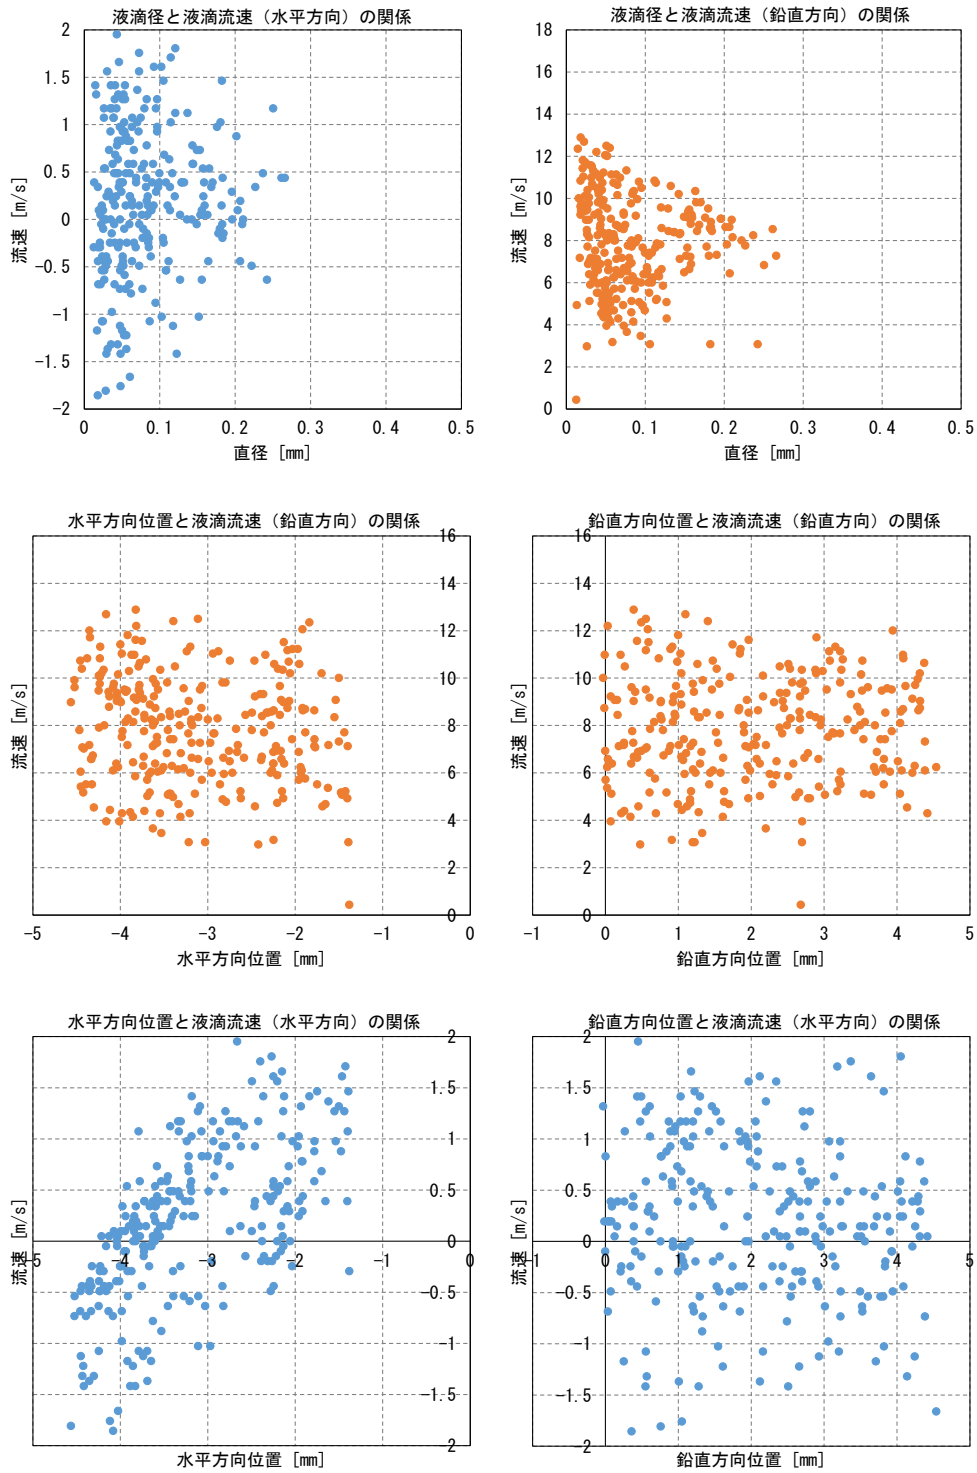 液滴径と液滴流速（水平方向）の関係
2
1.5
1
0.5
0
-0.5
-1
-1.5
-2
流速 [m/s]
0 0.1 0.2 0.3 0.4 0.5
直径 [mm]
液滴径と液滴流速（鉛直方向）の関係
18
16
14
12
10
8
6
4
2
0
流速 [m/s]
0 0.1 0.2 0.3 0.4 0.5
直径 [mm]
水平方向位置と液滴流速（鉛直方向）の関係
16
14
12
10
8
6
4
2
0
流速 [m/s]
-5 -4 -3 -2 -1 0
水平方向位置 [mm]
鉛直方向位置と液滴流速（鉛直方向）の関係
16
14
12
10
8
6
4
2
0
流速 [m/s]
-1 0 1 2 3 4 5
鉛直方向位置 [mm]
水平方向位置と液滴流速（水平方向）の関係
2
1.5
1
0.5
0
-0.5
-1
-1.5
-2
流速 [m/s]
-5 -4 -3 -2 -1 0
水平方向位置 [mm]
鉛直方向位置と液滴流速（水平方向）の関係
2
1.5
1
0.5
0
-0.5
-1
-1.5
-2
流速 [m/s]
-1 0 1 2 3 4 5
鉛直方向位置 [mm]